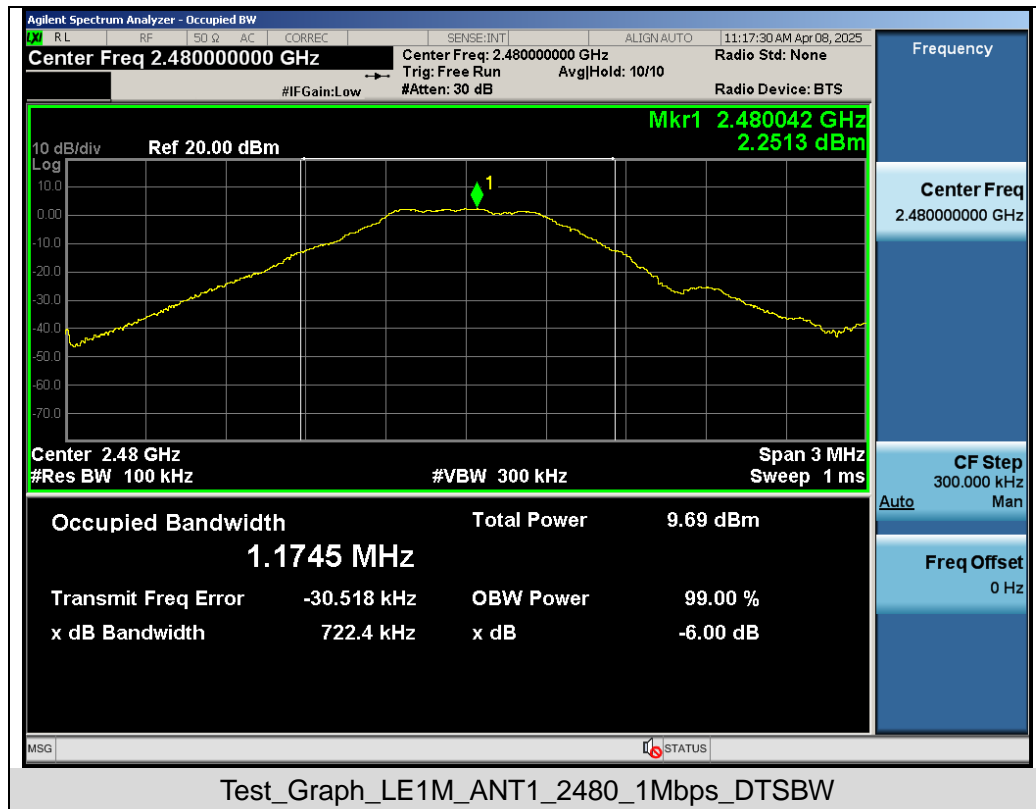 Agilent Spectrum Analyzer - Occupied BW
LXI RL RF 50 Ω AC CORREC SENSE:INT ALIGN AUTO 11:17:30 AM Apr 08, 2025
Center Freq 2.480000000 GHz
Center Freq: 2.480000000 GHz Radio Std: None
Trig: Free Run Avg|Hold: 10/10
#IFGain:Low #Atten: 30 dB Radio Device: BTS
Frequency
Mkr1 2.480042 GHz
2.2513 dBm
10 dB/div Ref 20.00 dBm
Log
10.0
0.00
-10.0
-20.0
-30.0
-40.0
-50.0
-60.0
-70.0
1
Center 2.48 GHz Span 3 MHz
#Res BW 100 kHz #VBW 300 kHz Sweep 1 ms
Center Freq
2.480000000 GHz
CF Step
300.000 kHz
Auto Man
Freq Offset
0 Hz
Occupied Bandwidth Total Power 9.69 dBm
1.1745 MHz
Transmit Freq Error -30.518 kHz OBW Power 99.00 %
x dB Bandwidth 722.4 kHz x dB -6.00 dB
MSG STATUS
Test_Graph_LE1M_ANT1_2480_1Mbps_DTSBW